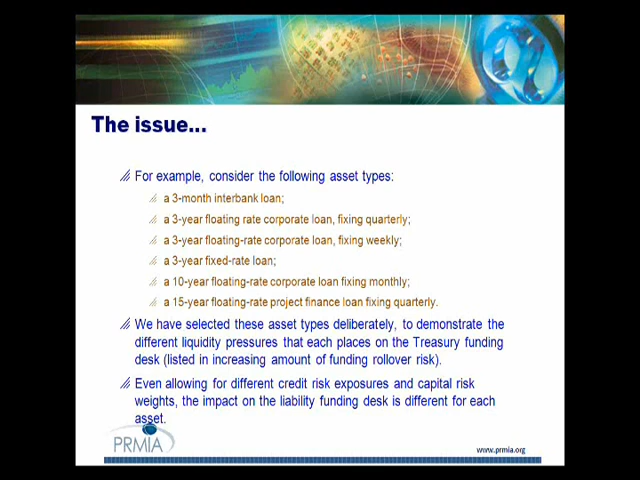 The issue...
For example, consider the following asset types:
a 3-month interbank loan;
a 3-year floating rate corporate loan, fixing quarterly;
a 3-year floating-rate corporate loan, fixing weekly;
a 3-year fixed-rate loan;
a 10-year floating-rate corporate loan fixing monthly;
a 15-year floating-rate project finance loan fixing quarterly.
We have selected these asset types deliberately, to demonstrate the
different liquidity pressures that each places on the Treasury funding
desk (listed in increasing amount of funding rollover risk).
Even allowing for different credit risk exposures and capital risk
weights, the impact on the liability funding desk is different for each
asset.
PRMIA
www.prmia.org